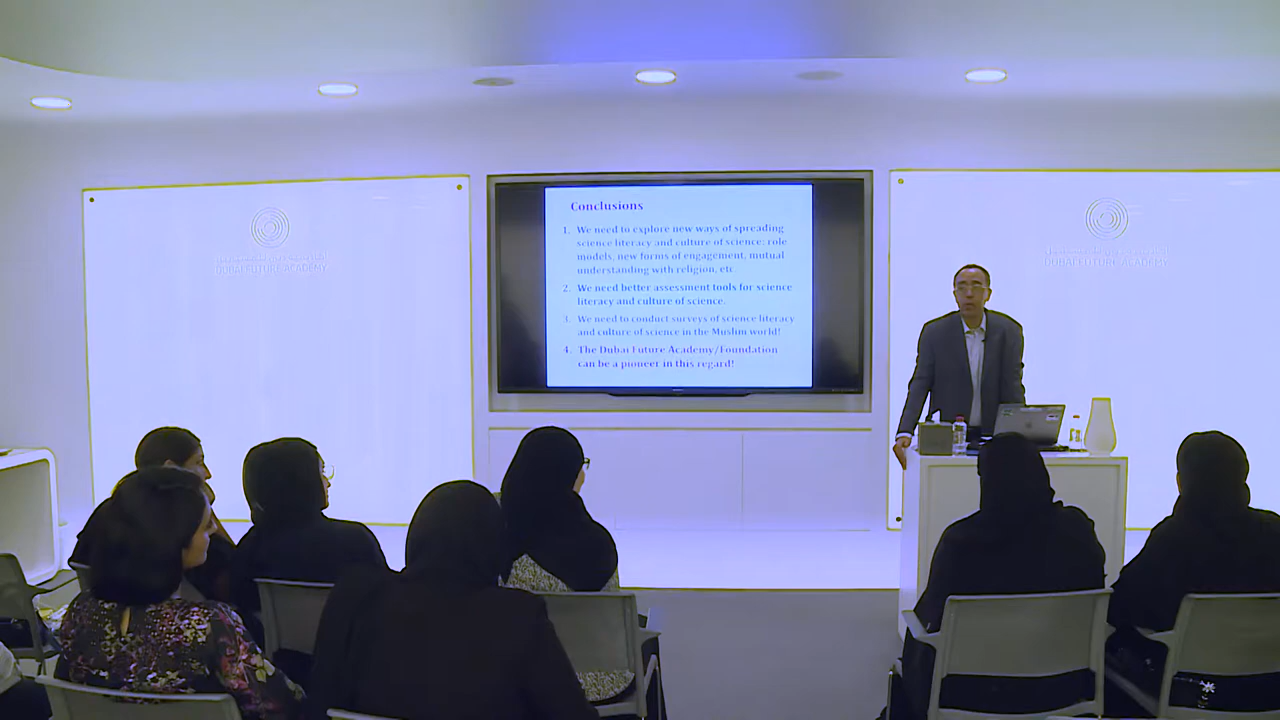 Conclusions
1. We need to explore new ways of spreading
science literacy and culture of science: role
models, new forms of engagement, mutual
understanding with religion, etc.
2. We need better assessment tools for science
literacy and culture of science.
3. We need to conduct surveys of science literacy
and culture of science in the Muslim world!
4. The Dubai Future Academy/Foundation
can be a pioneer in this regard!
DUBAI FUTURE ACADEMY
DUBAI FUTURE ACADEMY